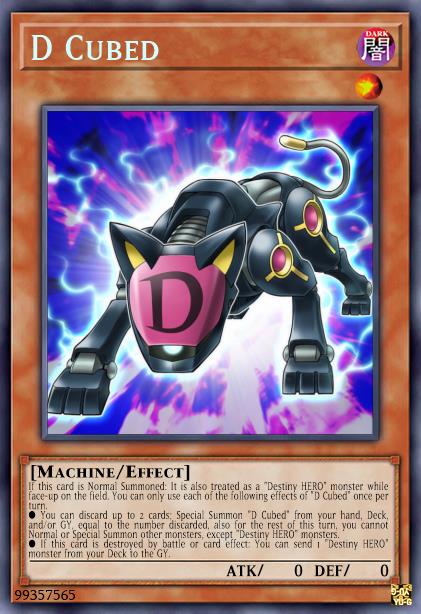 D Cubed
DARK
闇
D
[Machine/Effect]
If this card is Normal Summoned: It is also treated as a "Destiny HERO" monster while
face-up on the field. You can only use each of the following effects of "D Cubed" once per
turn.
● You can discard up to 2 cards; Special Summon "D Cubed" from your hand, Deck,
and/or GY, equal to the number discarded, also for the rest of this turn, you cannot
Normal or Special Summon other monsters, except "Destiny HERO" monsters.
● If this card is destroyed by battle or card effect: You can send 1 "Destiny HERO"
monster from your Deck to the GY.
ATK/ 0 DEF/ 0
99357565